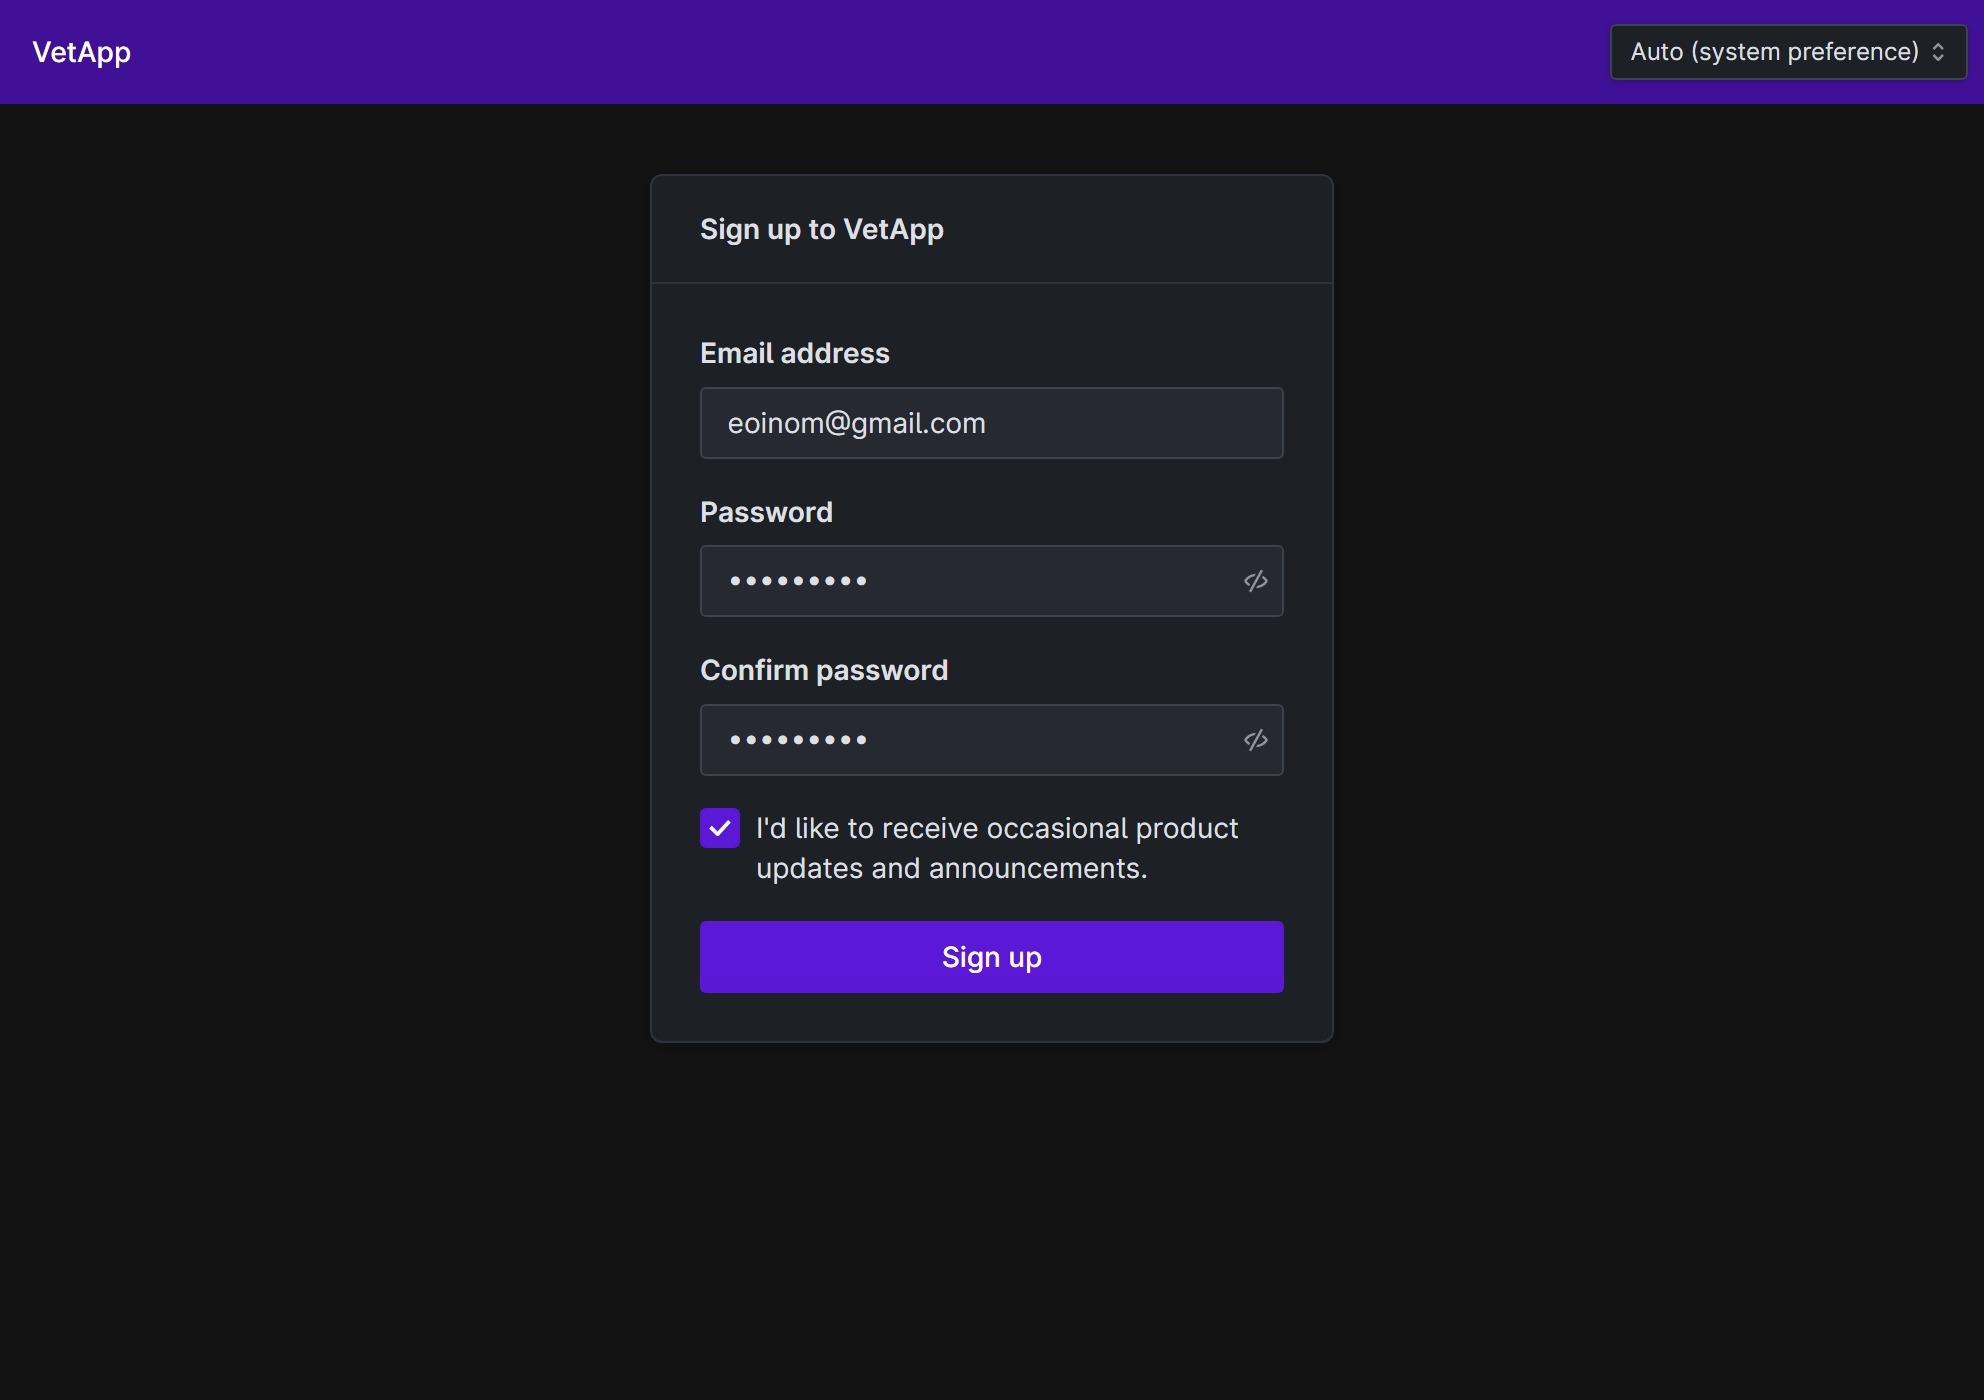 VetApp
Auto (system preference)
Sign up to VetApp
Email address
eoinom@gmail.com
Password
•••••••••
Confirm password
•••••••••
I'd like to receive occasional product
updates and announcements.
Sign up